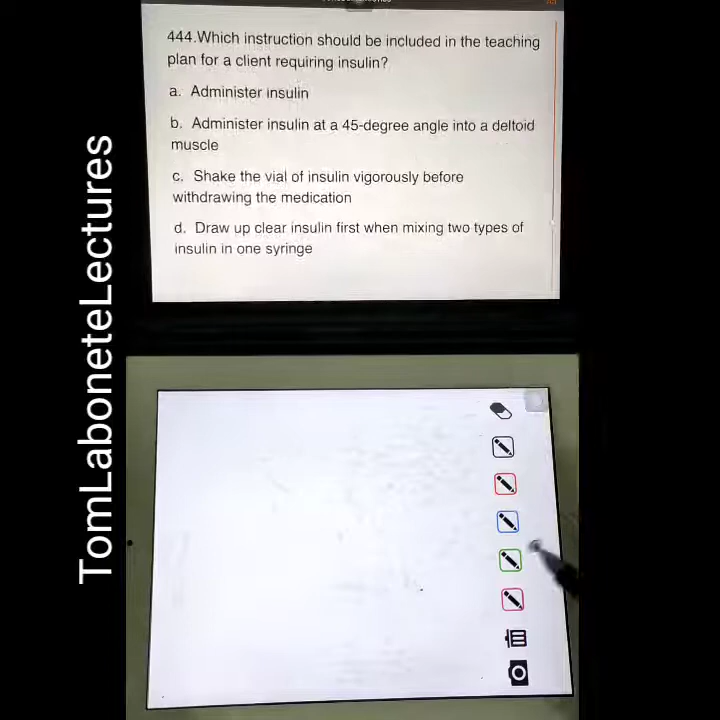 444.Which instruction should be included in the teaching
plan for a client requiring insulin?
a. Administer insulin
b. Administer insulin at a 45-degree angle into a deltoid
muscle
c. Shake the vial of insulin vigorously before
withdrawing the medication
d. Draw up clear insulin first when mixing two types of
insulin in one syringe
TomLaboneteLectures